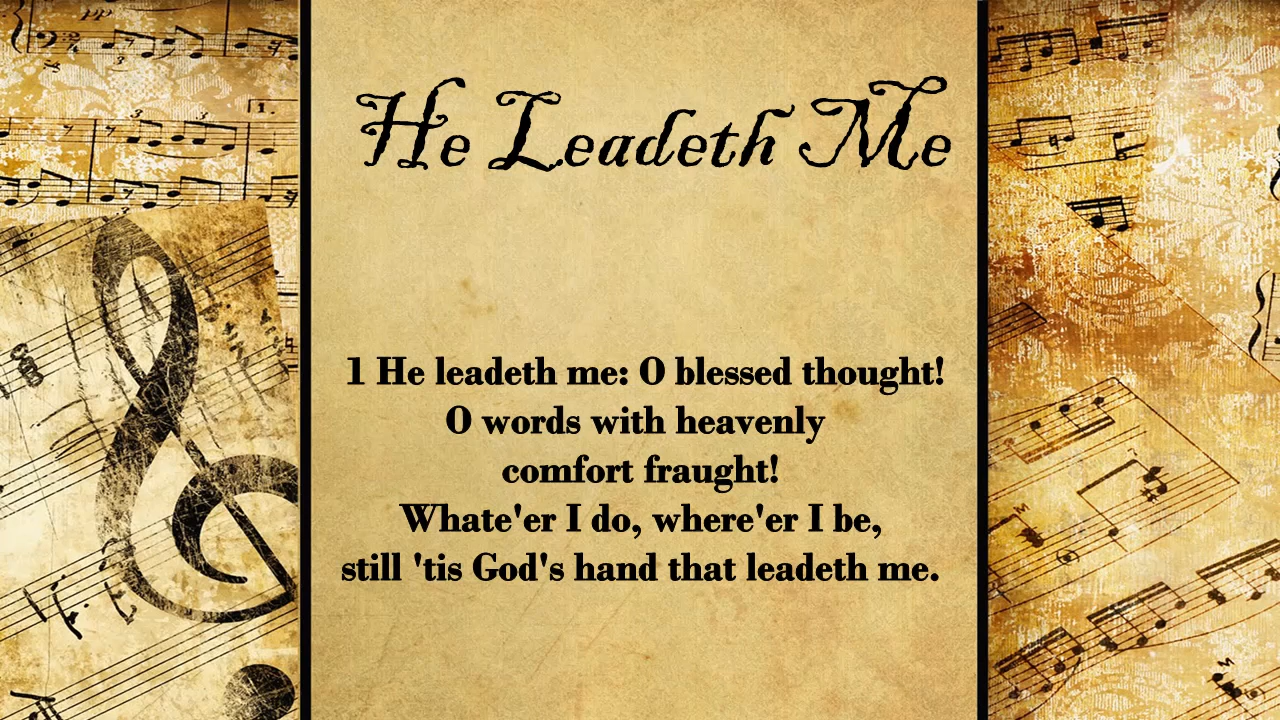 He Leadeth Me
1 He leadeth me: O blessed thought!
O words with heavenly
comfort fraught!
Whate'er I do, where'er I be,
still 'tis God's hand that leadeth me.